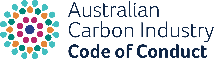 Australian
Carbon Industry
Code of Conduct